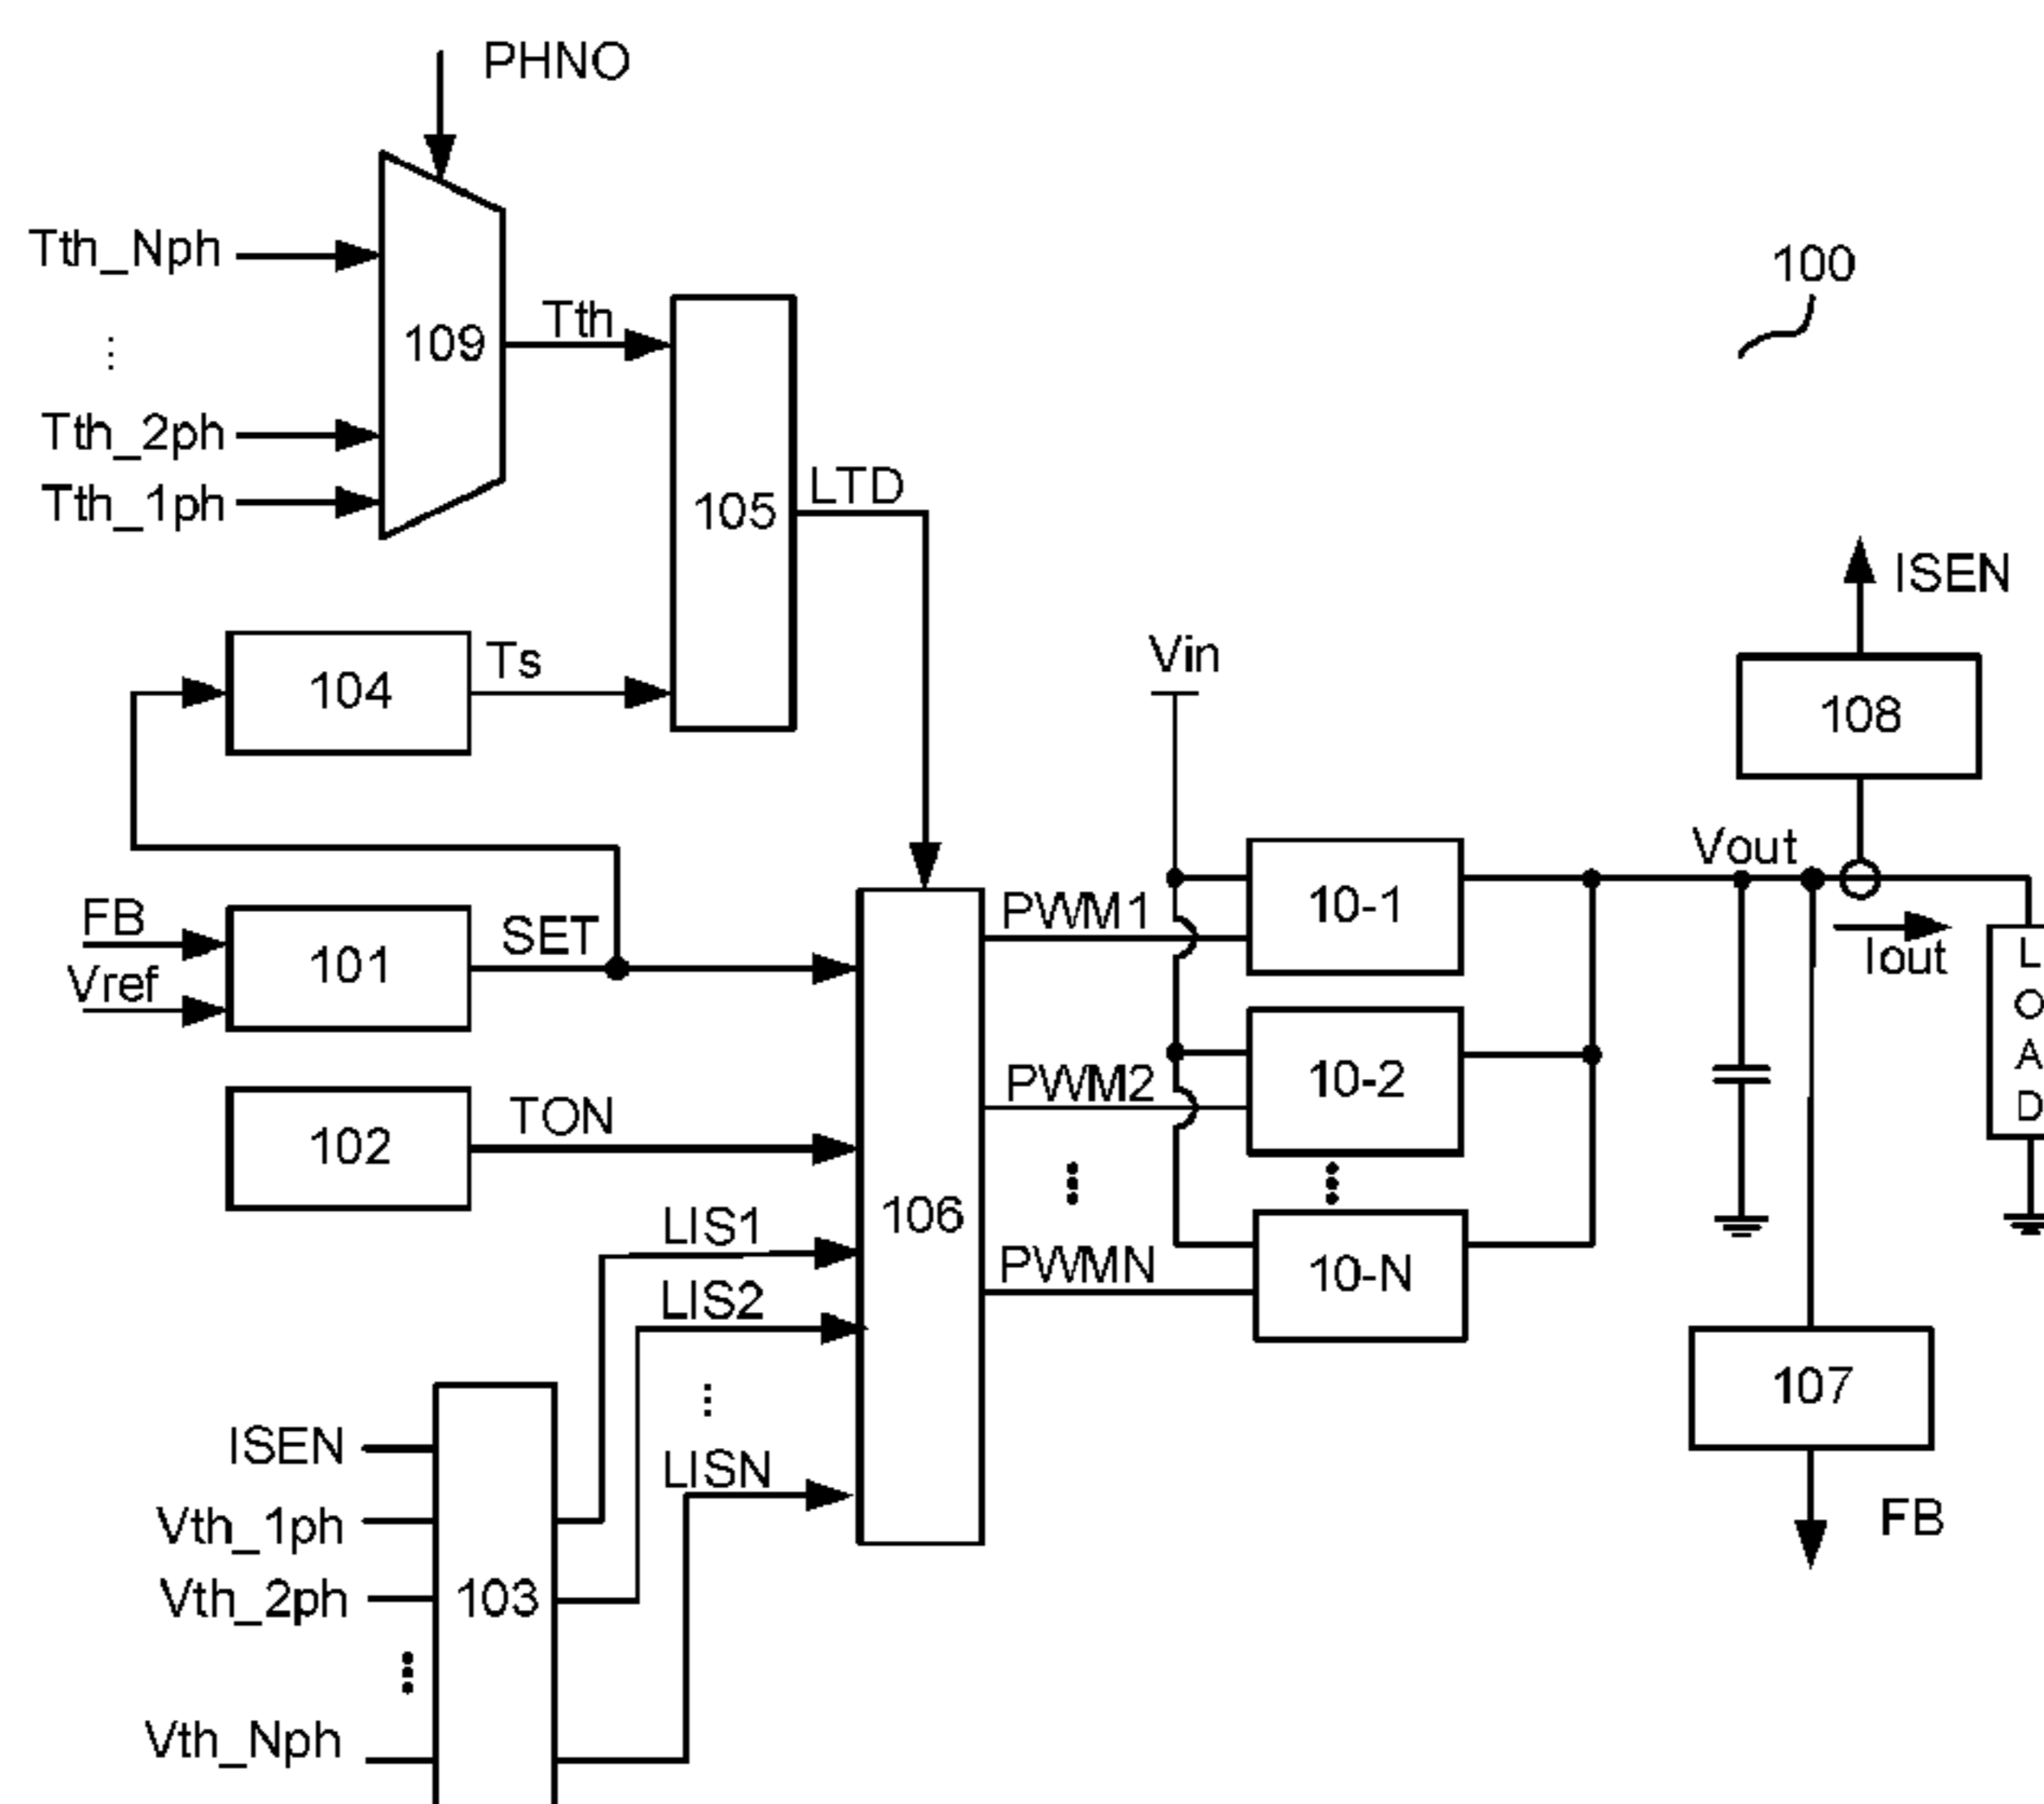 PHNO
Tth_Nph
109
Tth
100
Tth_2ph
Tth_1ph
105
LTD
ISEN
104
Ts
Vin
108
FB
Vref
101
SET
PWM1
10-1
Vout
Iout
LOAD
102
TON
PWM2
10-2
LIS1
106
LIS2
PWMN
10-N
107
ISEN
LISN
Vth_1ph
FB
Vth_2ph
103
Vth_Nph